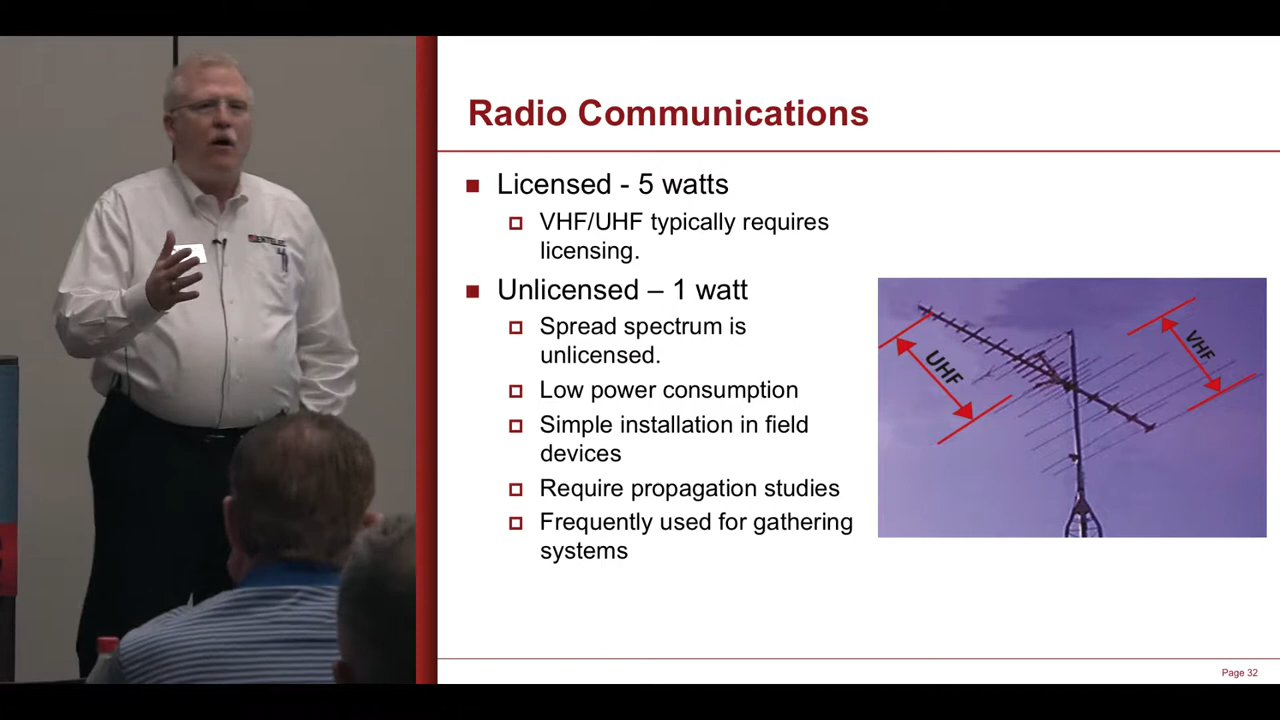 Radio Communications
Licensed - 5 watts
VHF/UHF typically requires
licensing.
Unlicensed – 1 watt
Spread spectrum is
unlicensed.
Low power consumption
Simple installation in field
devices
Require propagation studies
Frequently used for gathering
systems
UHF
VHF
Page 32